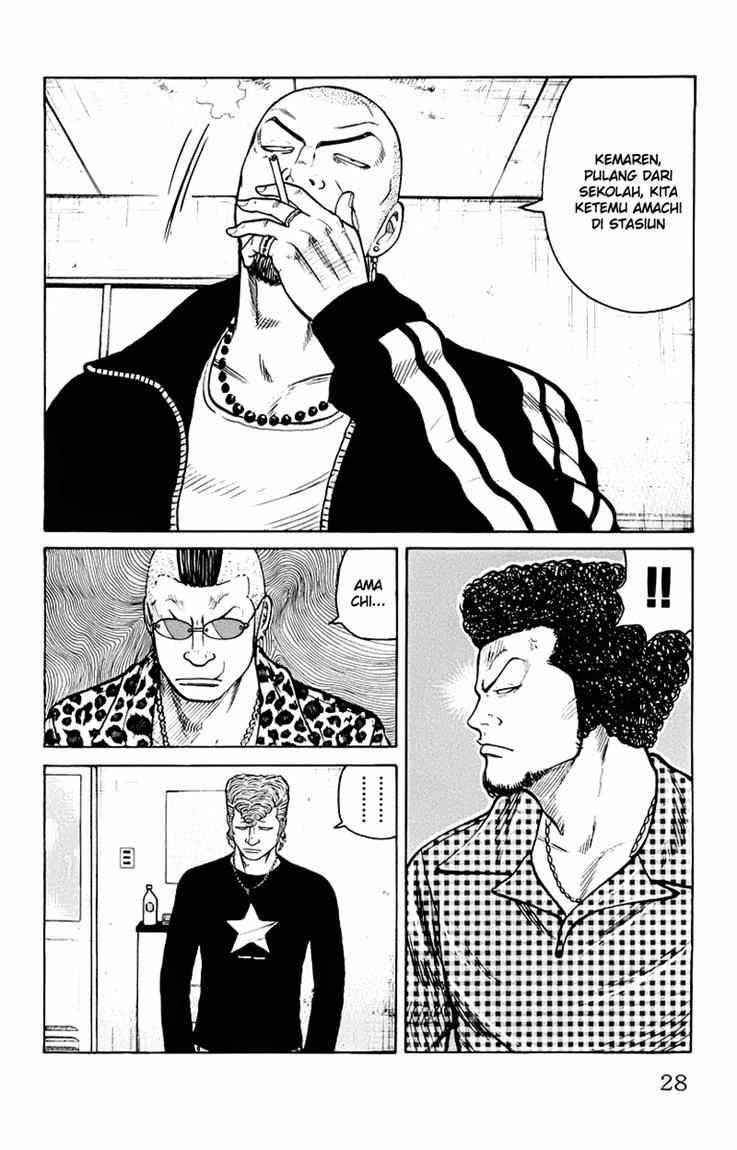 KEMAREN,
PULANG DARI
SEKOLAH, KITA
KETEMU AMACHI
DI STASIUN
!!
AMA
CHI...
........
28